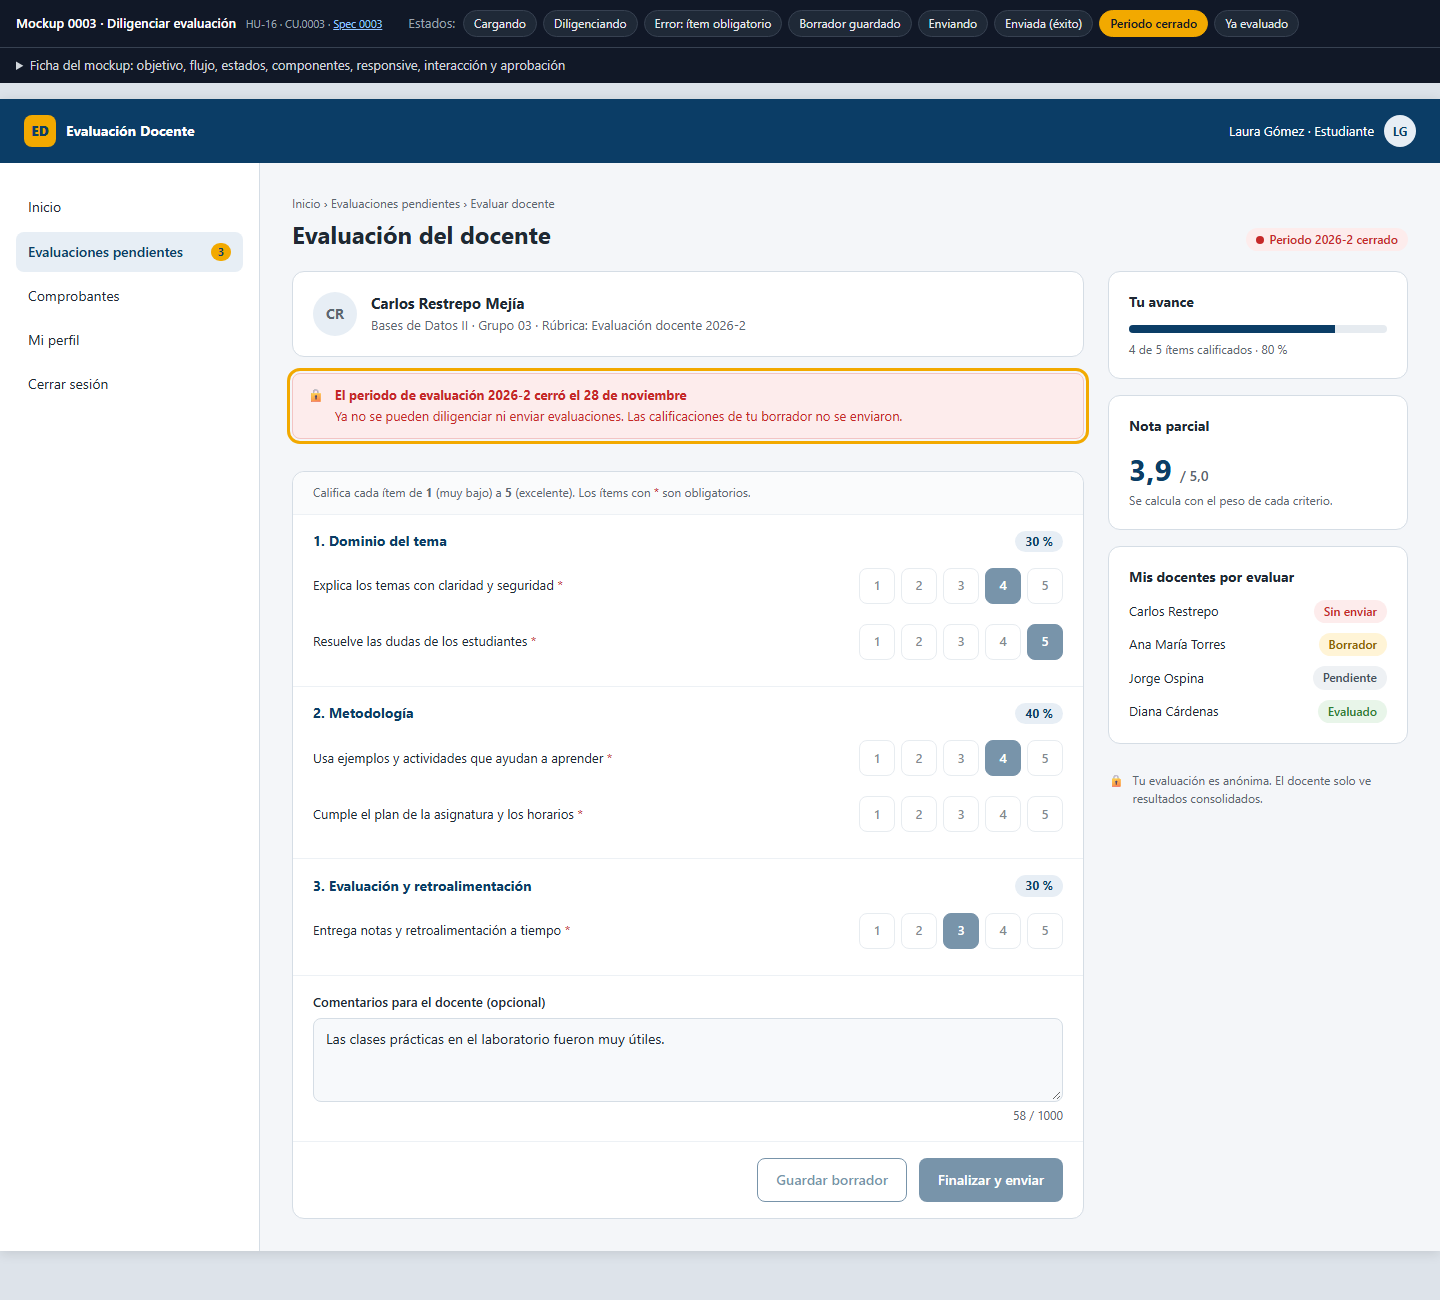 Mockup 0003 · Diligenciar evaluación HU-16 · CU.0003 · Spec 0003 Estados: Cargando Diligenciando Error: ítem obligatorio Borrador guardado Enviando Enviada (éxito) Periodo cerrado Ya evaluado
Ficha del mockup: objetivo, flujo, estados, componentes, responsive, interacción y aprobación
ED Evaluación Docente
Laura Gómez · Estudiante LG
Inicio
Evaluaciones pendientes 3
Comprobantes
Mi perfil
Cerrar sesión
Inicio › Evaluaciones pendientes › Evaluar docente
Evaluación del docente
Periodo 2026-2 cerrado
CR
Carlos Restrepo Mejía
Bases de Datos II · Grupo 03 · Rúbrica: Evaluación docente 2026-2
El periodo de evaluación 2026-2 cerró el 28 de noviembre
Ya no se pueden diligenciar ni enviar evaluaciones. Las calificaciones de tu borrador no se enviaron.
Califica cada ítem de 1 (muy bajo) a 5 (excelente). Los ítems con * son obligatorios.
1. Dominio del tema 30 %
Explica los temas con claridad y seguridad * 1 2 3 4 5
Resuelve las dudas de los estudiantes * 1 2 3 4 5
2. Metodología 40 %
Usa ejemplos y actividades que ayudan a aprender * 1 2 3 4 5
Cumple el plan de la asignatura y los horarios * 1 2 3 4 5
3. Evaluación y retroalimentación 30 %
Entrega notas y retroalimentación a tiempo * 1 2 3 4 5
Comentarios para el docente (opcional)
Las clases prácticas en el laboratorio fueron muy útiles.
58 / 1000
Guardar borrador Finalizar y enviar
Tu avance
4 de 5 ítems calificados · 80 %
Nota parcial
3,9 / 5,0
Se calcula con el peso de cada criterio.
Mis docentes por evaluar
Carlos Restrepo Sin enviar
Ana María Torres Borrador
Jorge Ospina Pendiente
Diana Cárdenas Evaluado
Tu evaluación es anónima. El docente solo ve
resultados consolidados.